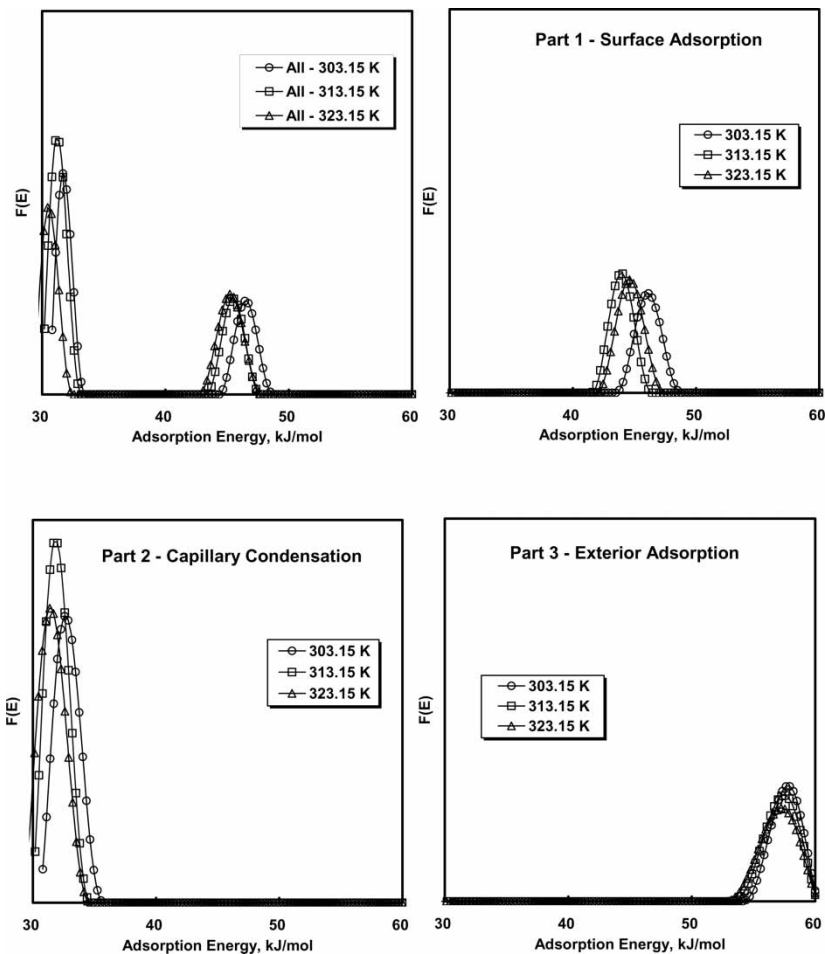 All - 303.15 K
All - 313.15 K
All - 323.15 K
F(E)
30 40 50 60
Adsorption Energy, kJ/mol
Part 1 - Surface Adsorption
303.15 K
313.15 K
323.15 K
F(E)
30 40 50 60
Adsorption Energy, kJ/mol
Part 2 - Capillary Condensation
303.15 K
313.15 K
323.15 K
F(E)
30 40 50 60
Adsorption Energy, kJ/mol
Part 3 - Exterior Adsorption
303.15 K
313.15 K
323.15 K
F(E)
30 40 50 60
Adsorption Energy, kJ/mol